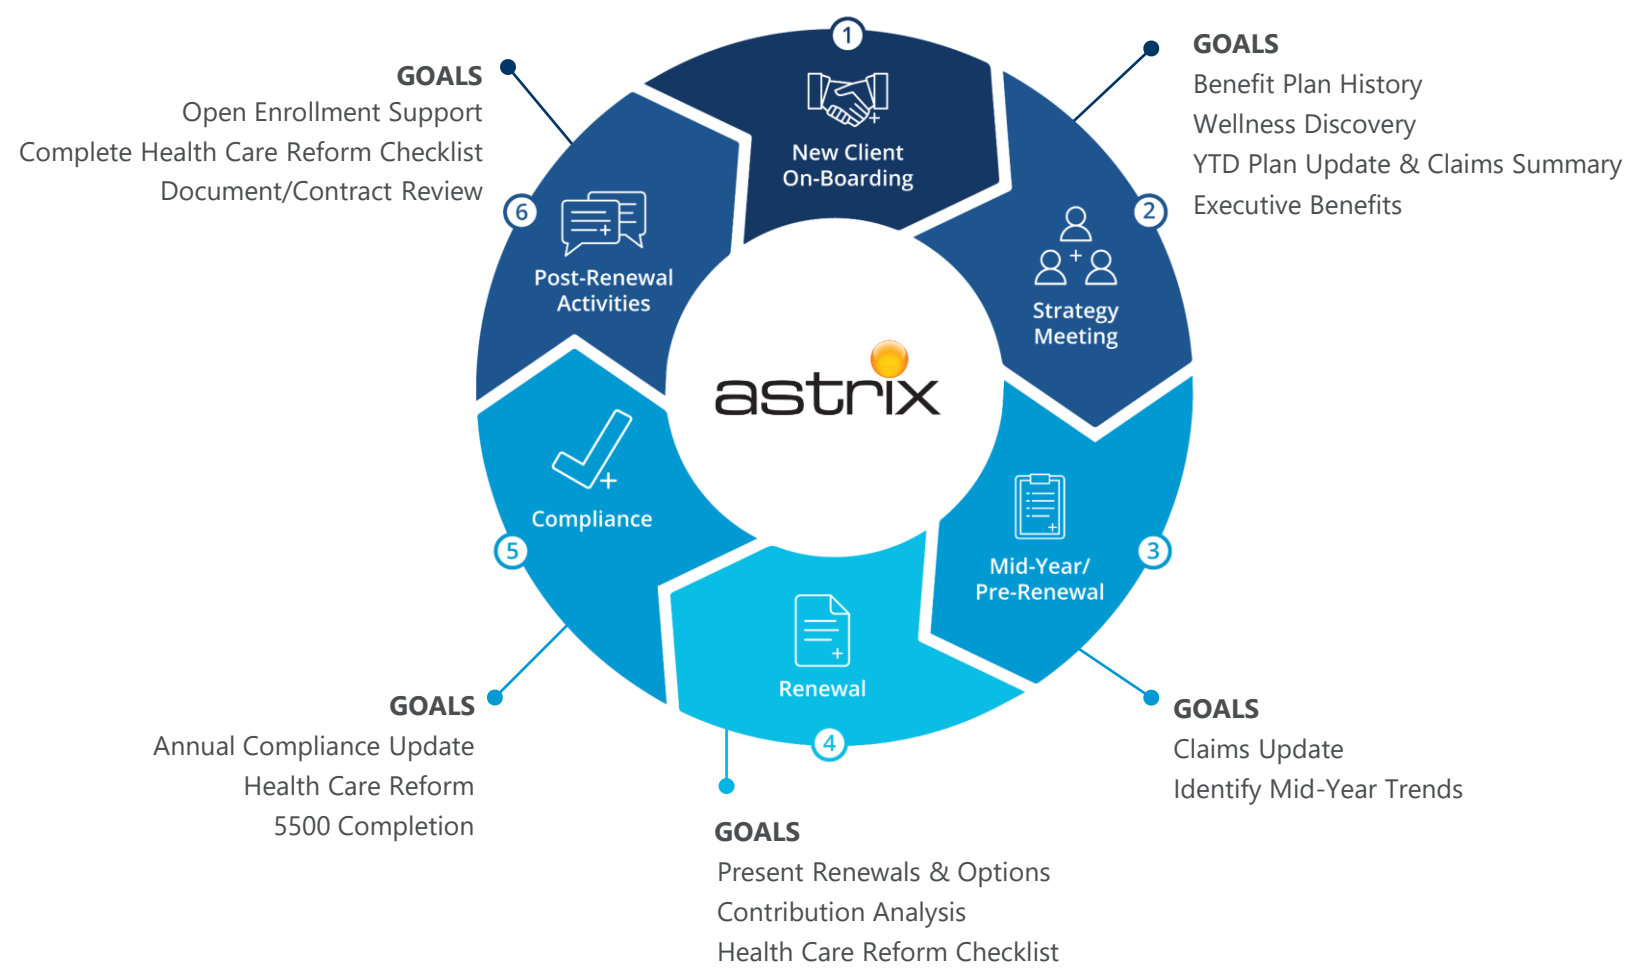 1
New Client
On-Boarding
2
Strategy
Meeting
GOALS
Benefit Plan History
Wellness Discovery
YTD Plan Update & Claims Summary
Executive Benefits
3
Mid-Year/
Pre-Renewal
GOALS
Claims Update
Identify Mid-Year Trends
4
Renewal
GOALS
Present Renewals & Options
Contribution Analysis
Health Care Reform Checklist
5
Compliance
GOALS
Annual Compliance Update
Health Care Reform
5500 Completion
6
Post-Renewal
Activities
GOALS
Open Enrollment Support
Complete Health Care Reform Checklist
Document/Contract Review
astrix